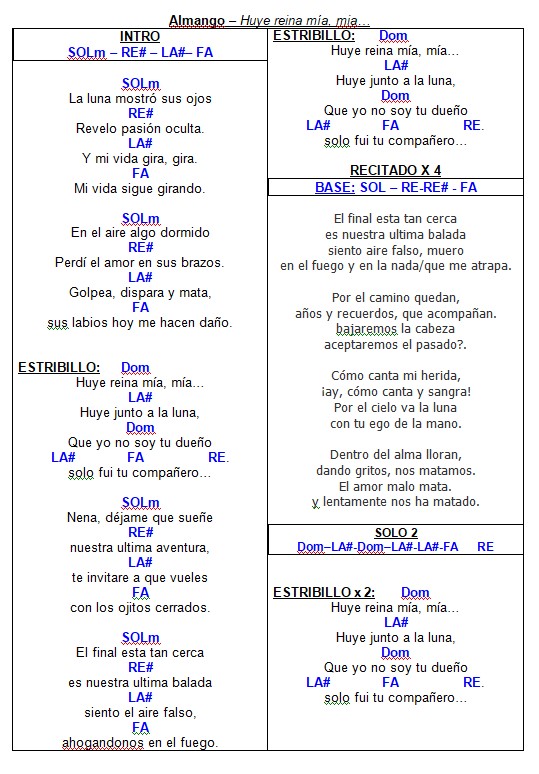 Almango – Huye reina mía, mia…
INTRO
SOLm – RE# – LA#– FA
SOLm
La luna mostró sus ojos
RE#
Revelo pasión oculta.
LA#
Y mi vida gira, gira.
FA
Mi vida sigue girando.
SOLm
En el aire algo dormido
RE#
Perdí el amor en sus brazos.
LA#
Golpea, dispara y mata,
FA
sus labios hoy me hacen daño.
ESTRIBILLO: Dom
Huye reina mía, mía…
LA#
Huye junto a la luna,
Dom
Que yo no soy tu dueño
LA# FA RE.
solo fui tu compañero…
SOLm
Nena, déjame que sueñe
RE#
nuestra ultima aventura,
LA#
te invitare a que vueles
FA
con los ojitos cerrados.
SOLm
El final esta tan cerca
RE#
es nuestra ultima balada
LA#
siento el aire falso,
FA
ahogandonos en el fuego.
ESTRIBILLO: Dom
Huye reina mía, mía…
LA#
Huye junto a la luna,
Dom
Que yo no soy tu dueño
LA# FA RE.
solo fui tu compañero…
RECITADO X 4
BASE: SOL – RE-RE# - FA
El final esta tan cerca
es nuestra ultima balada
siento aire falso, muero
en el fuego y en la nada/que me atrapa.
Por el camino quedan,
años y recuerdos, que acompañan.
bajaremos la cabeza
aceptaremos el pasado?.
Cómo canta mi herida,
¡ay, cómo canta y sangra!
Por el cielo va la luna
con tu ego de la mano.
Dentro del alma lloran,
dando gritos, nos matamos.
El amor malo mata.
y lentamente nos ha matado.
SOLO 2
Dom–LA#-Dom–LA#-LA#-FA RE
ESTRIBILLO x 2: Dom
Huye reina mía, mía…
LA#
Huye junto a la luna,
Dom
Que yo no soy tu dueño
LA# FA RE.
solo fui tu compañero…